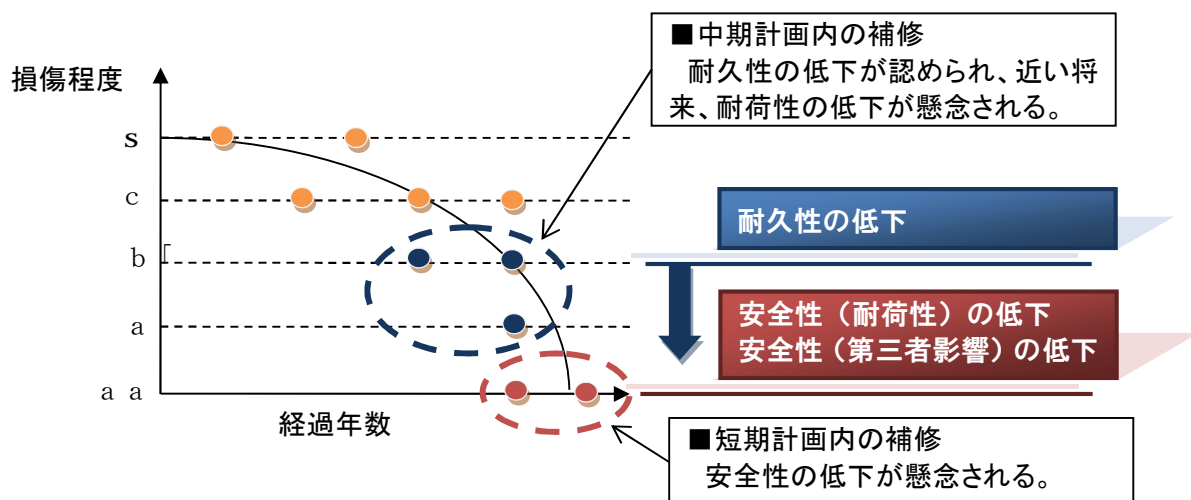 ■中期計画内の補修
耐久性の低下が認められ、近い将
来、耐荷性の低下が懸念される。
損傷程度
s
c
b
a
a a
経過年数
耐久性の低下
安全性（耐荷性）の低下
安全性（第三者影響）の低下
■短期計画内の補修
安全性の低下が懸念される。